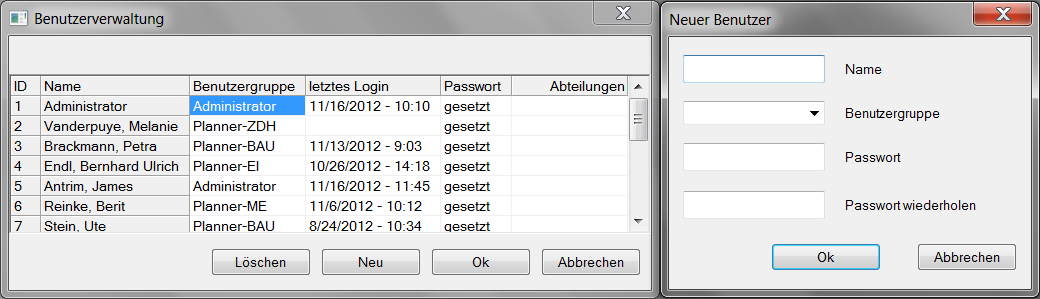 Benutzerverwaltung
ID Name Benutzergruppe letztes Login Passwort Abteilungen
1 Administrator Administrator 11/16/2012 - 10:10 gesetzt
2 Vanderpuye, Melanie Planner-ZDH gesetzt
3 Brackmann, Petra Planner-BAU 11/13/2012 - 9:03 gesetzt
4 Endl, Bernhard Ulrich Planner-EI 10/26/2012 - 14:18 gesetzt
5 Antrim, James Administrator 11/16/2012 - 11:45 gesetzt
6 Reinke, Berit Planner-ME 11/6/2012 - 10:12 gesetzt
7 Stein, Ute Planner-BAU 8/24/2012 - 10:34 gesetzt
Löschen Neu Ok Abbrechen
Neuer Benutzer
Name
Benutzergruppe
Passwort
Passwort wiederholen
Ok Abbrechen